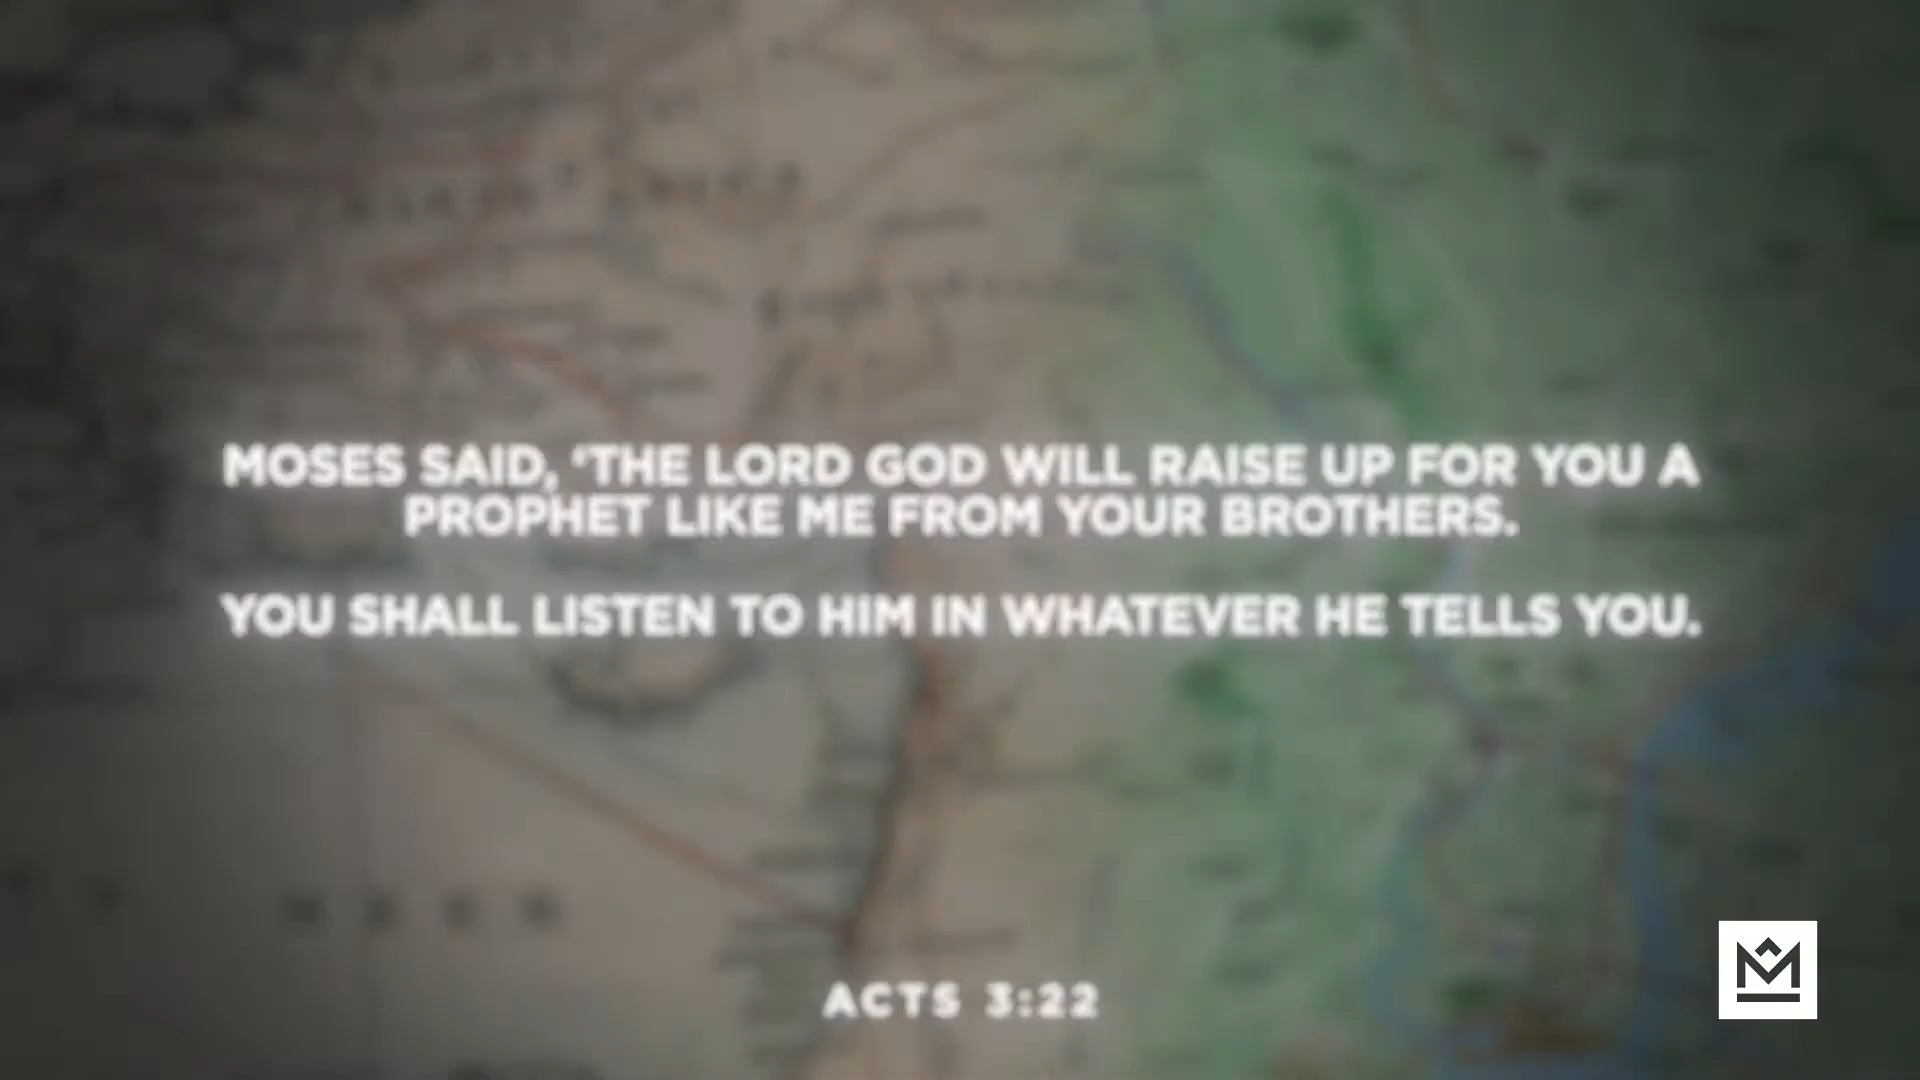 MOSES SAID, ‘THE LORD GOD WILL RAISE UP FOR YOU A
PROPHET LIKE ME FROM YOUR BROTHERS.
YOU SHALL LISTEN TO HIM IN WHATEVER HE TELLS YOU.
ACTS 3:22